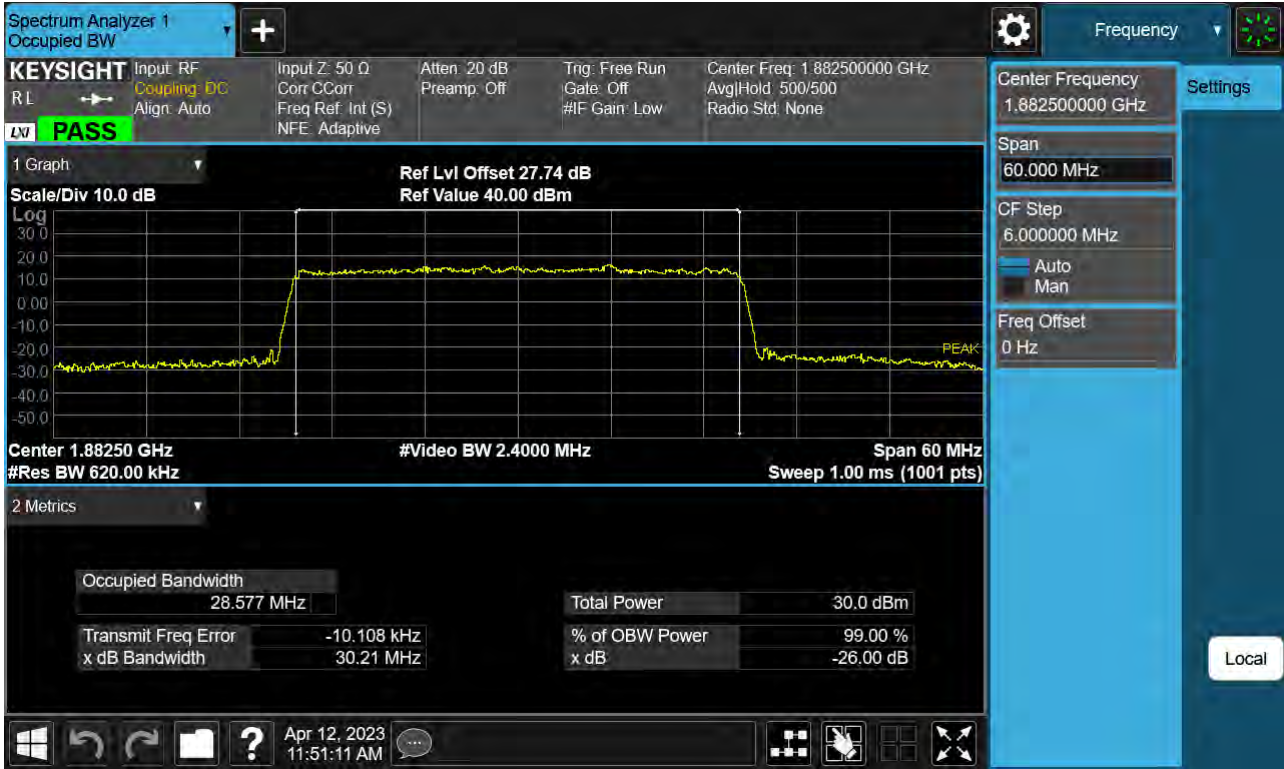 Spectrum Analyzer 1
Occupied BW
Frequency
KEYSIGHT
R L
LXI
PASS
Input: RF
Coupling: DC
Align: Auto
Input Z: 50 Ω
Corr CCorr
Freq Ref: Int (S)
NFE: Adaptive
Atten: 20 dB
Preamp: Off
Trig: Free Run
Gate: Off
#IF Gain: Low
Center Freq: 1.882500000 GHz
Avg|Hold: 500/500
Radio Std: None
1 Graph
Scale/Div 10.0 dB
Ref Lvl Offset 27.74 dB
Ref Value 40.00 dBm
Log
30.0
20.0
10.0
0.00
-10.0
-20.0
-30.0
-40.0
-50.0
PEAK
Center 1.88250 GHz
#Video BW 2.4000 MHz
Span 60 MHz
#Res BW 620.00 kHz
Sweep 1.00 ms (1001 pts)
2 Metrics
Occupied Bandwidth
28.577 MHz
Total Power 30.0 dBm
Transmit Freq Error -10.108 kHz
% of OBW Power 99.00 %
x dB Bandwidth 30.21 MHz
x dB -26.00 dB
Center Frequency
1.882500000 GHz
Settings
Span
60.000 MHz
CF Step
6.000000 MHz
Auto
Man
Freq Offset
0 Hz
Local
?
Apr 12, 2023
11:51:11 AM